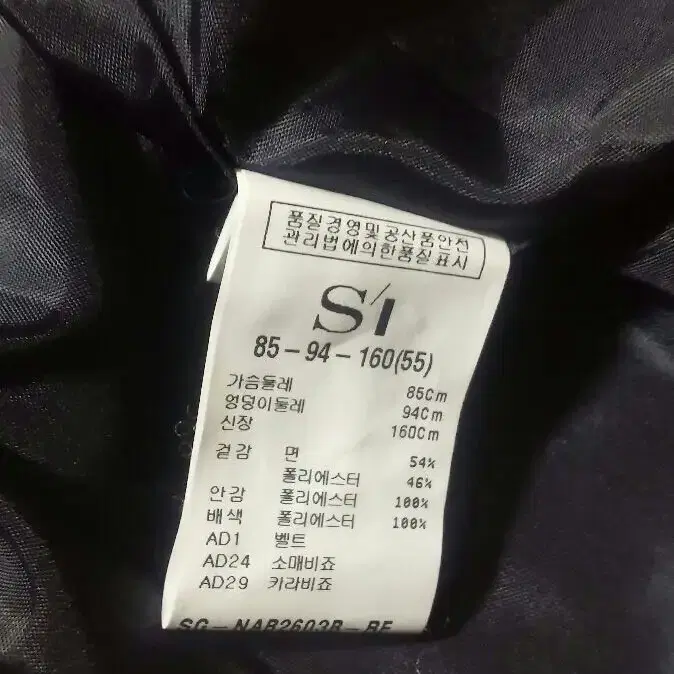 품질경영및공산품안전
관리법에의한품질표시
S/I
85-94-160(55)
가슴둘레 85Cm
엉덩이둘레 94Cm
신장 160Cm
겉감 면 54%
폴리에스터 46%
안감 폴리에스터 100%
배색 폴리에스터 100%
AD1 벨트
AD24 소매비죠
AD29 카라비죠